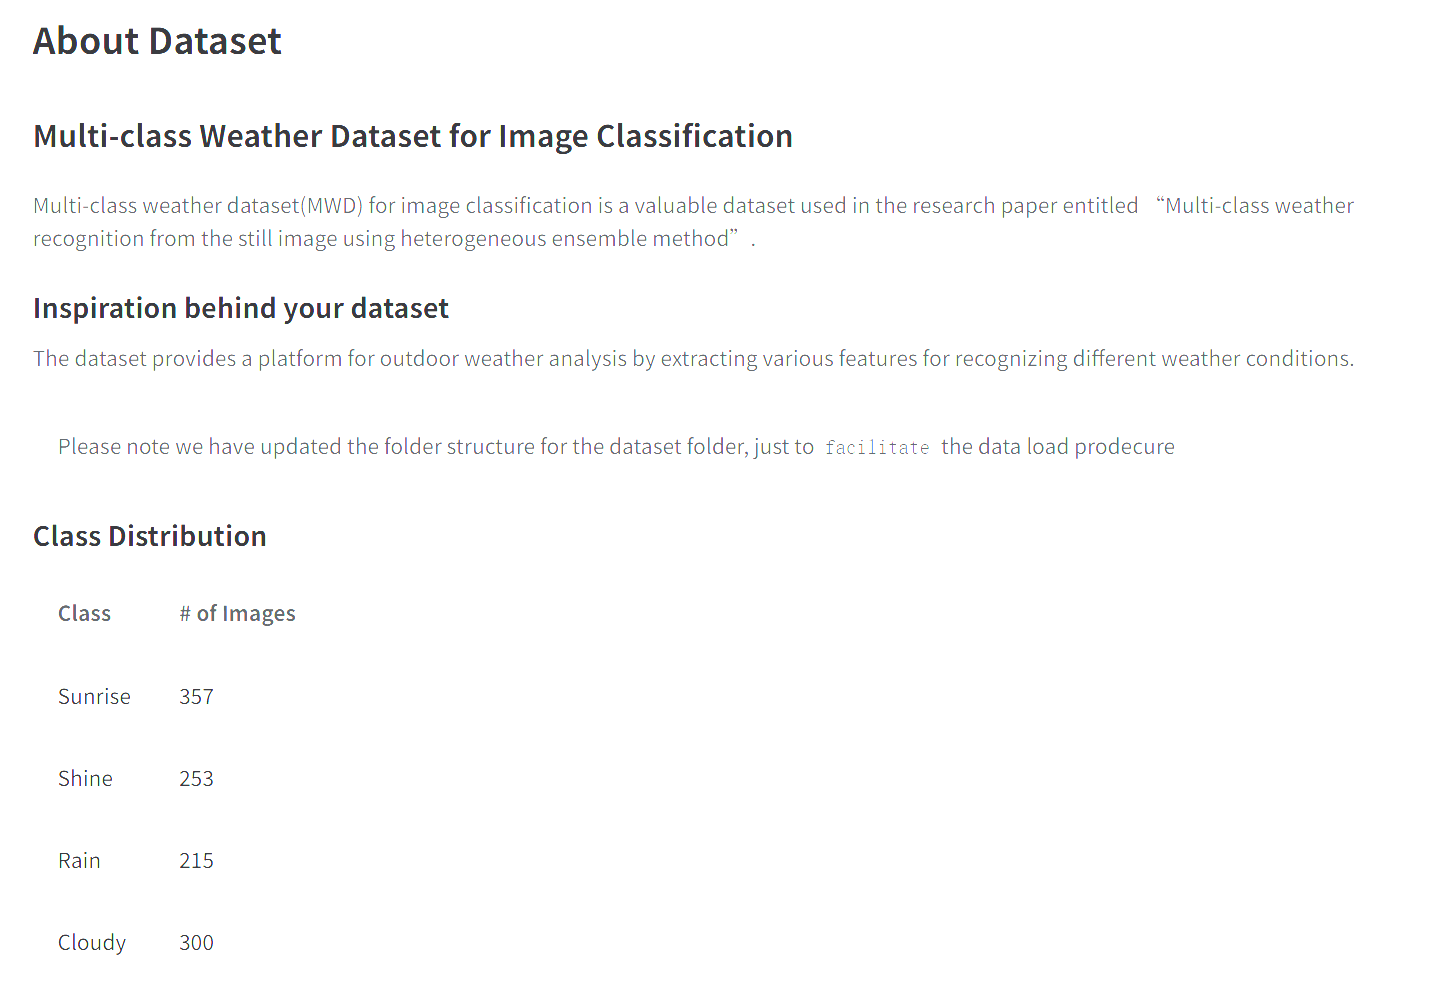 About Dataset
Multi-class Weather Dataset for Image Classification
Multi-class weather dataset(MWD) for image classification is a valuable dataset used in the research paper entitled “Multi-class weather
recognition from the still image using heterogeneous ensemble method”.
Inspiration behind your dataset
The dataset provides a platform for outdoor weather analysis by extracting various features for recognizing different weather conditions.
Please note we have updated the folder structure for the dataset folder, just to facilitate the data load prodecure
Class Distribution
Class # of Images
Sunrise 357
Shine 253
Rain 215
Cloudy 300